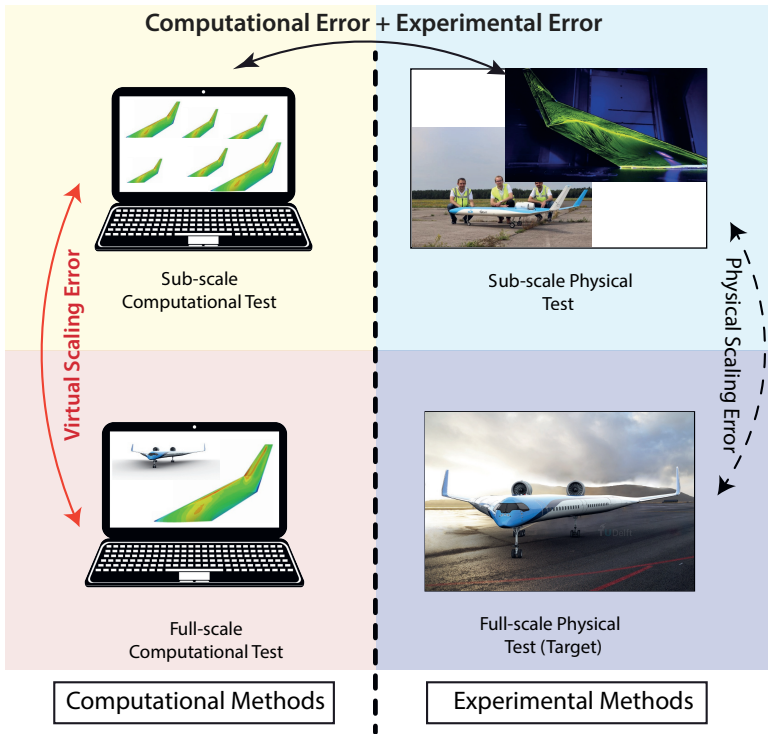 Computational Error + Experimental Error
Sub-scale
Computational Test
Sub-scale Physical
Test
Virtual Scaling Error
Physical Scaling Error
Full-scale
Computational Test
Full-scale Physical
Test (Target)
Computational Methods
Experimental Methods